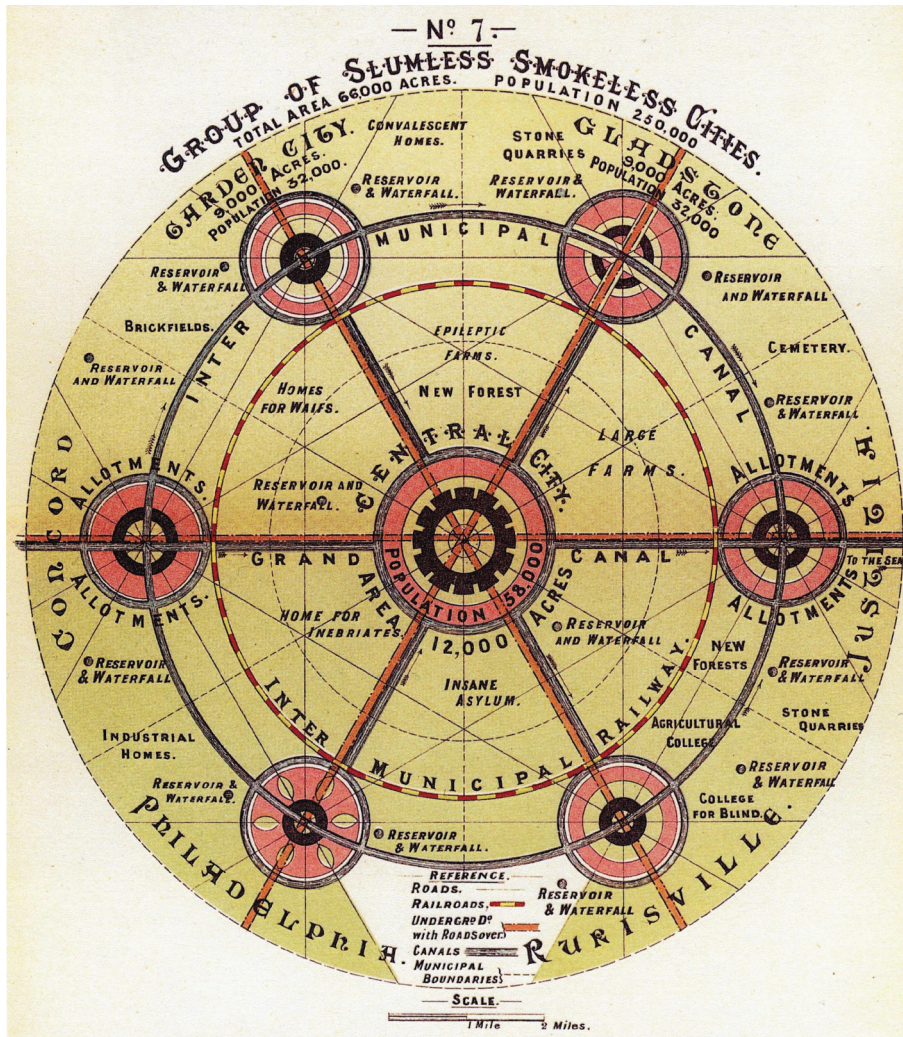 — Nº 7. —
GROUP OF SLUMLESS SMOKELESS CITIES.
TOTAL AREA 66,000 ACRES. POPULATION 250,000
GARDEN CITY.
9,000 ACRES.
POPULATION 32,000.
CONVALESCENT
HOMES.
STONE
QUARRIES
GLADSTONE
9,000 ACRES.
POPULATION
32,000
RESERVOIR
& WATERFALL
RESERVOIR &
WATERFALL.
INTER MUNICIPAL CANAL
RESERVOIR
& WATERFALL
RESERVOIR
AND WATERFALL
BRICKFIELDS.
EPILEPTIC
FARMS.
CEMETERY.
RESERVOIR
AND WATERFALL
HOMES
FOR WAIFS.
NEW FOREST
RESERVOIR
& WATERFALL
LARGE
FARMS.
CONCORD
ALLOTMENTS.
RESERVOIR AND
WATERFALL.
CENTRAL CITY.
ALLOTMENTS
JUSTITIA
GRAND CANAL
TO THE SEA
POPULATION 58,000
AREA 12,000 ACRES
ALLOTMENTS.
ALLOTMENTS
HOME FOR
INEBRIATES.
RESERVOIR
AND WATERFALL
RESERVOIR
& WATERFALL
INSANE
ASYLUM.
NEW
FORESTS
RESERVOIR
& WATERFALL
INTER MUNICIPAL RAILWAY.
INDUSTRIAL
HOMES.
AGRICULTURAL
COLLEGE
STONE
QUARRIES
RESERVOIR &
WATERFALL.
RESERVOIR
& WATERFALL
COLLEGE
FOR BLIND.
RESERVOIR
& WATERFALL.
PHILADELPHIA.
RURISVILLE.
RESERVOIR
& WATERFALL
REFERENCE.
ROADS.
RAILROADS,
UNDERGRD Dº
with ROADS over
CANALS
MUNICIPAL
BOUNDARIES
— SCALE. —
1 Mile 2 Miles.